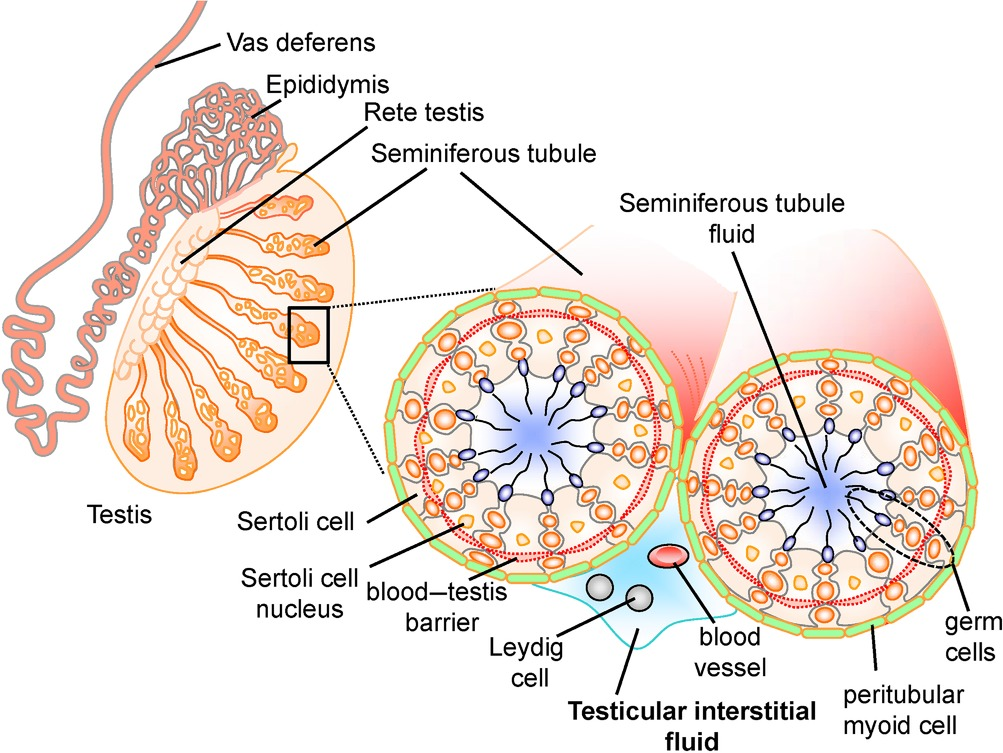 Vas deferens
Epididymis
Rete testis
Seminiferous tubule
Seminiferous tubule
fluid
Testis
Sertoli cell
Sertoli cell
nucleus
blood–testis
barrier
Leydig
cell
blood
vessel
Testicular interstitial
fluid
germ
cells
peritubular
myoid cell